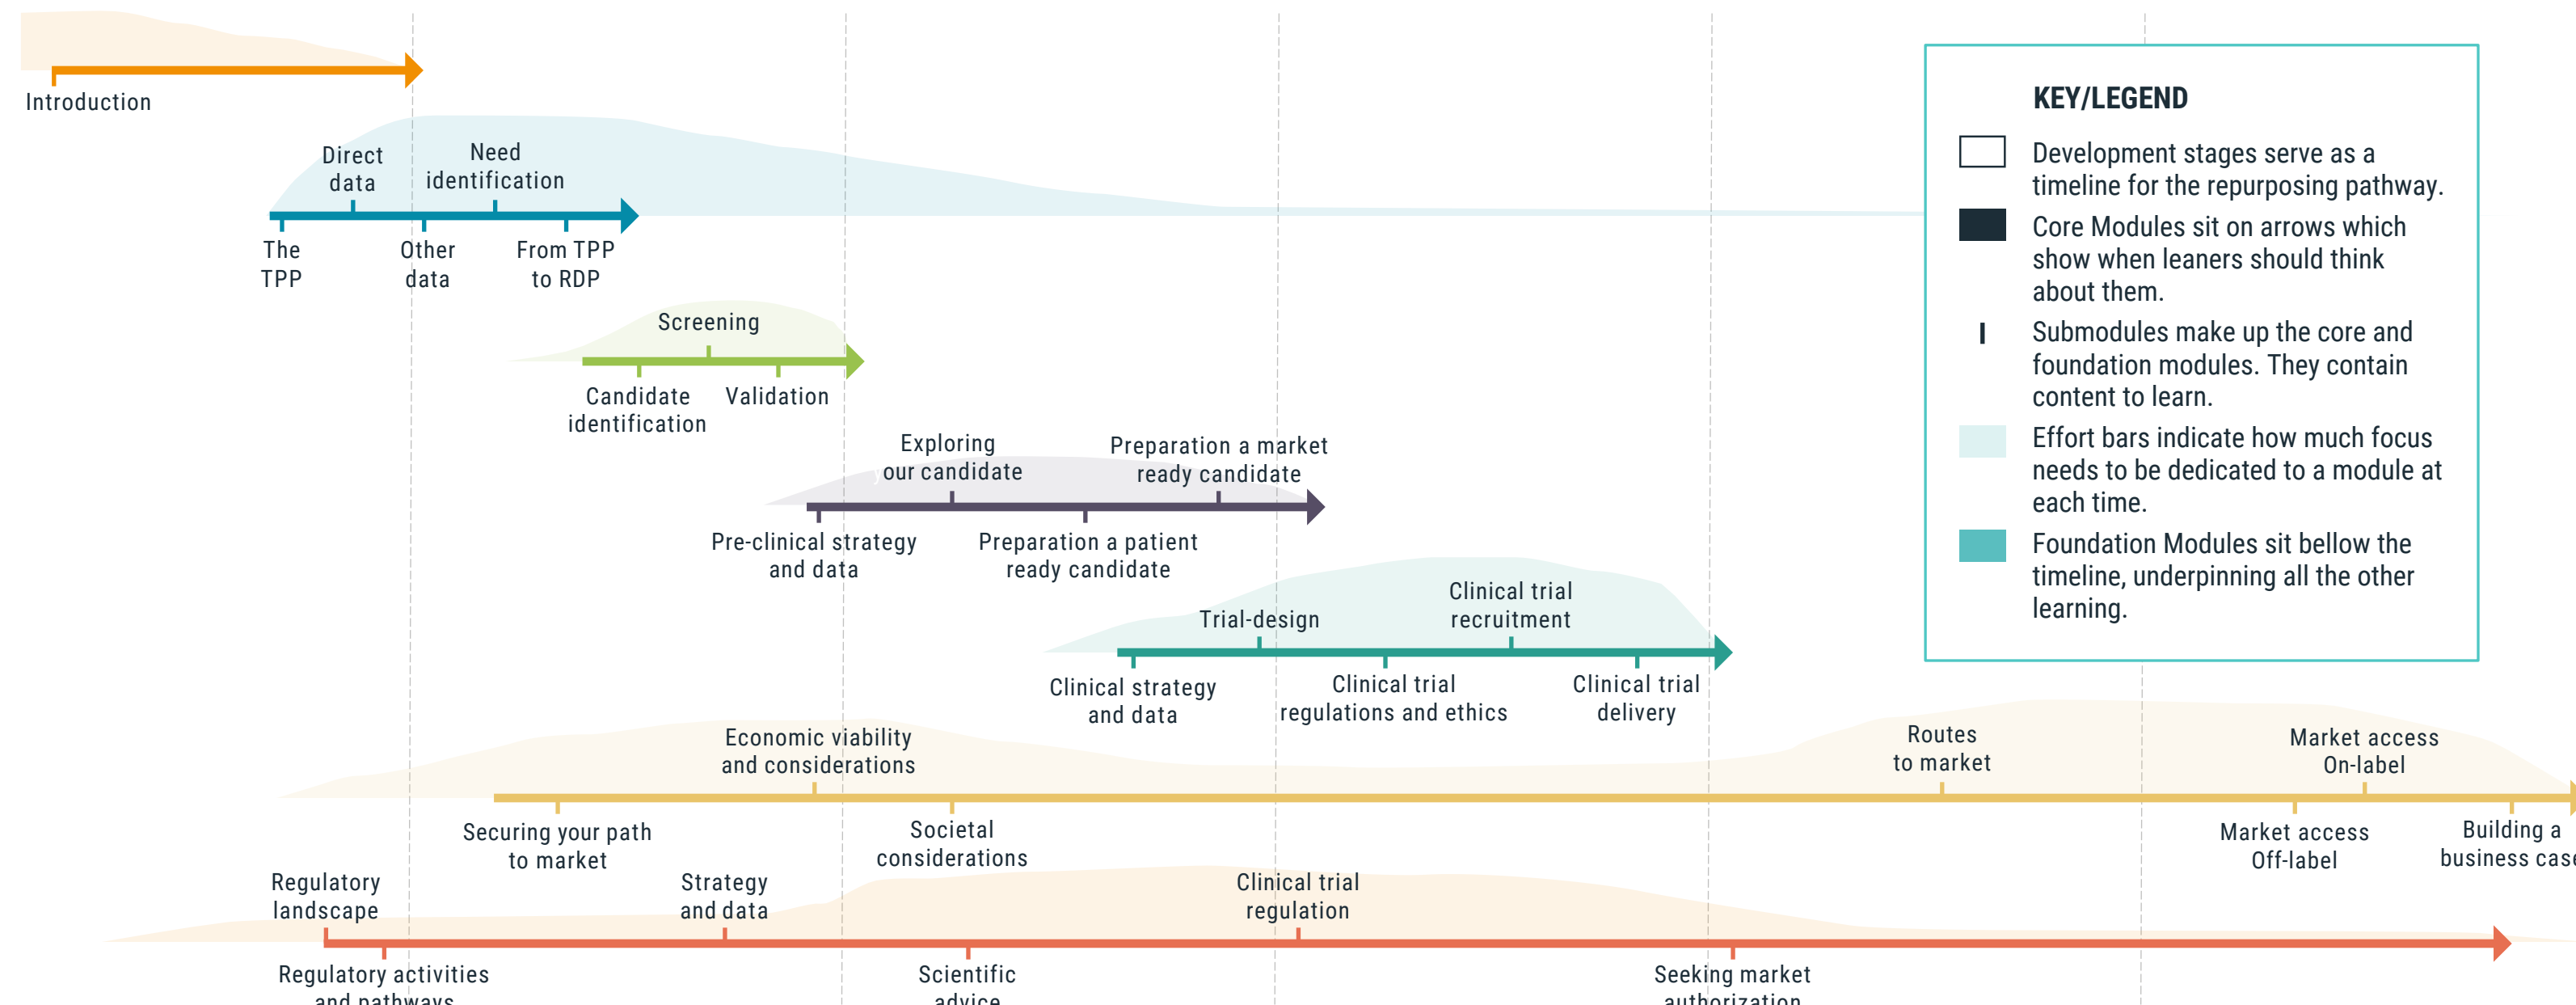 Introduction
Direct
data
Need
identification
The
TPP
Other
data
From TPP
to RDP
Screening
Candidate
identification
Validation
Exploring
your candidate
Preparation a market
ready candidate
Pre-clinical strategy
and data
Preparation a patient
ready candidate
Trial-design
Clinical trial
recruitment
Clinical strategy
and data
Clinical trial
regulations and ethics
Clinical trial
delivery
Economic viability
and considerations
Routes
to market
Market access
On-label
Securing your path
to market
Societal
considerations
Market access
Off-label
Building a
business case
Regulatory
landscape
Strategy
and data
Clinical trial
regulation
Regulatory activities
and pathways
Scientific
advice
Seeking market
authorization
KEY/LEGEND
Development stages serve as a
timeline for the repurposing pathway.
Core Modules sit on arrows which
show when leaners should think
about them.
Submodules make up the core and
foundation modules. They contain
content to learn.
Effort bars indicate how much focus
needs to be dedicated to a module at
each time.
Foundation Modules sit bellow the
timeline, underpinning all the other
learning.